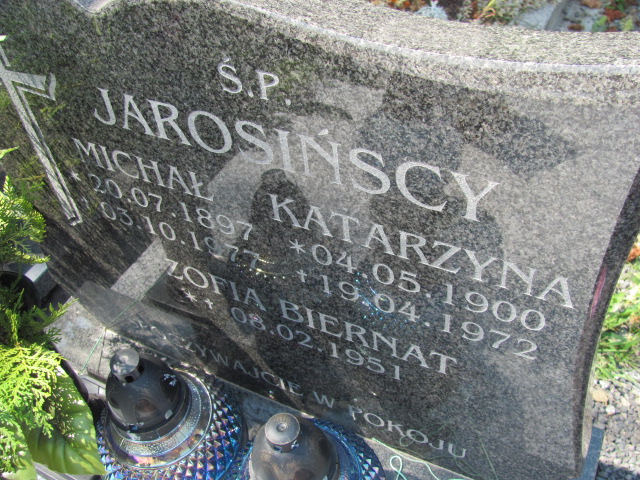 Ś.P.
JAROSIŃSCY
MICHAŁ KATARZYNA
*20.07.1897 *04.05.1900
03.10.1977 +19.04.1972
ZOFIA BIERNAT
*+ 08.02.1951
W POKOJU